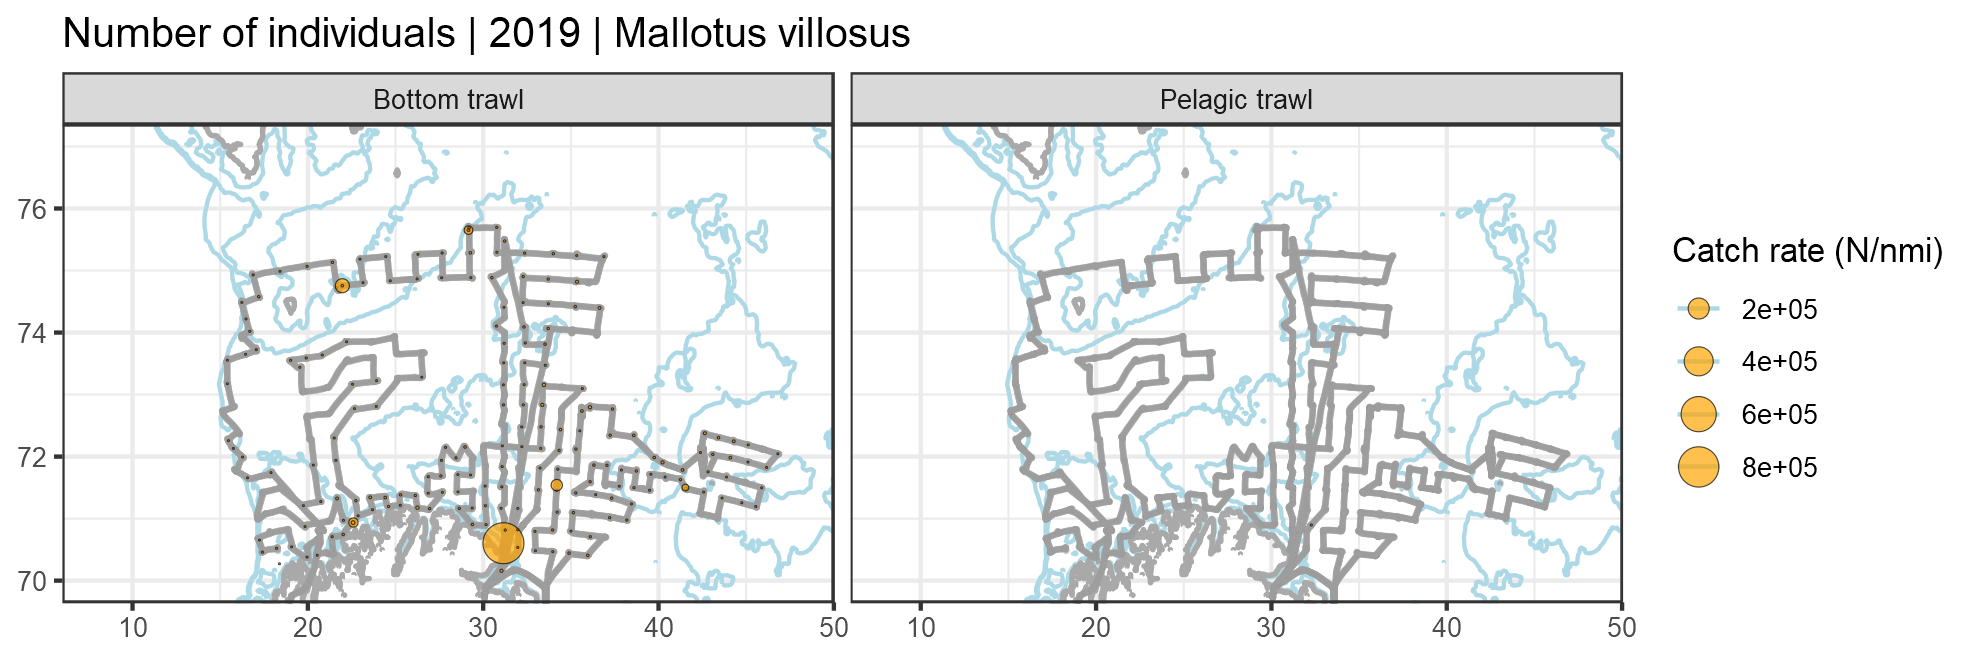 Number of individuals | 2019 | Mallotus villosus
Bottom trawl
Pelagic trawl
76
74
72
70
10
20
30
40
50
10
20
30
40
50
Catch rate (N/nmi)
2e+05
4e+05
6e+05
8e+05